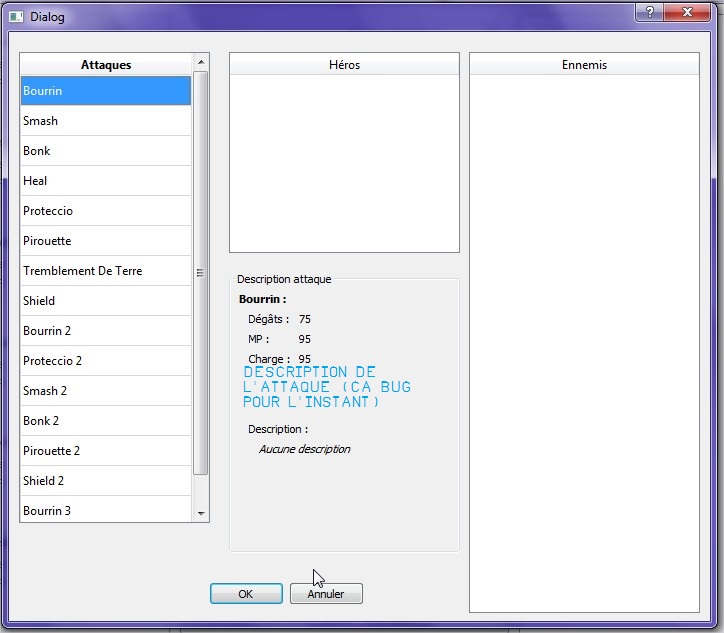 Dialog
Attaques
Bourrin
Smash
Bonk
Heal
Proteccio
Pirouette
Tremblement De Terre
Shield
Bourrin 2
Proteccio 2
Smash 2
Bonk 2
Pirouette 2
Shield 2
Bourrin 3
Héros
Description attaque
Bourrin :
Dégâts : 75
MP : 95
Charge : 95
DESCRIPTION DE
L'ATTAQUE (CA BUG
POUR L'INSTANT)
Description :
Aucune description
Ennemis
OK
Annuler